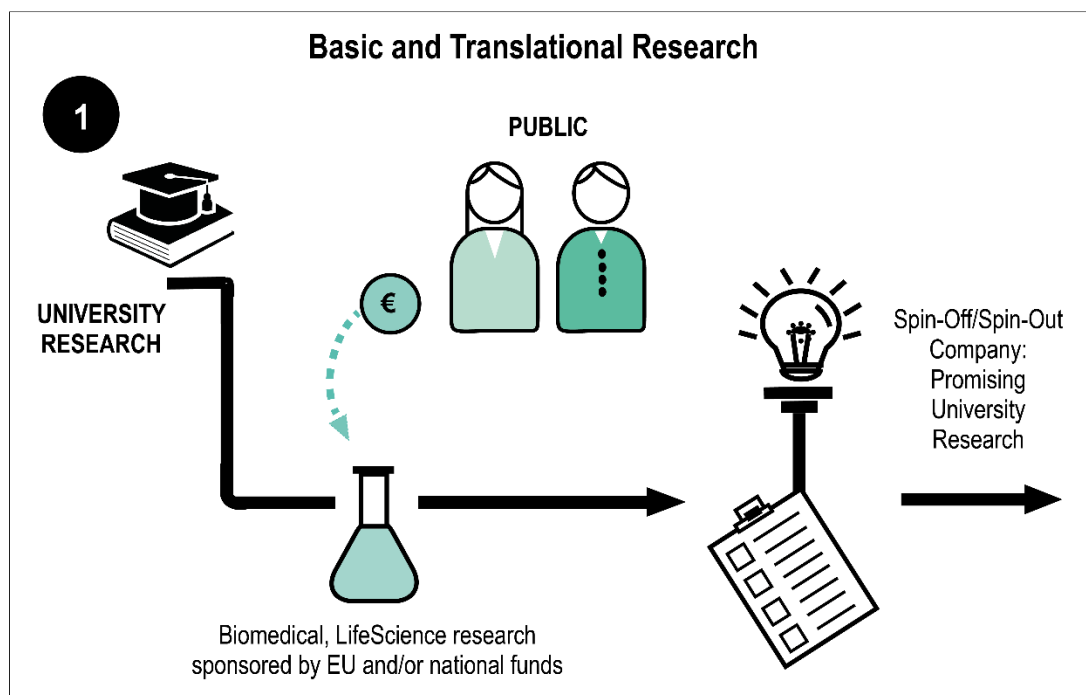 Basic and Translational Research
1
PUBLIC
€
UNIVERSITY
RESEARCH
Spin-Off/Spin-Out
Company:
Promising
University
Research
Biomedical, LifeScience research
sponsored by EU and/or national funds